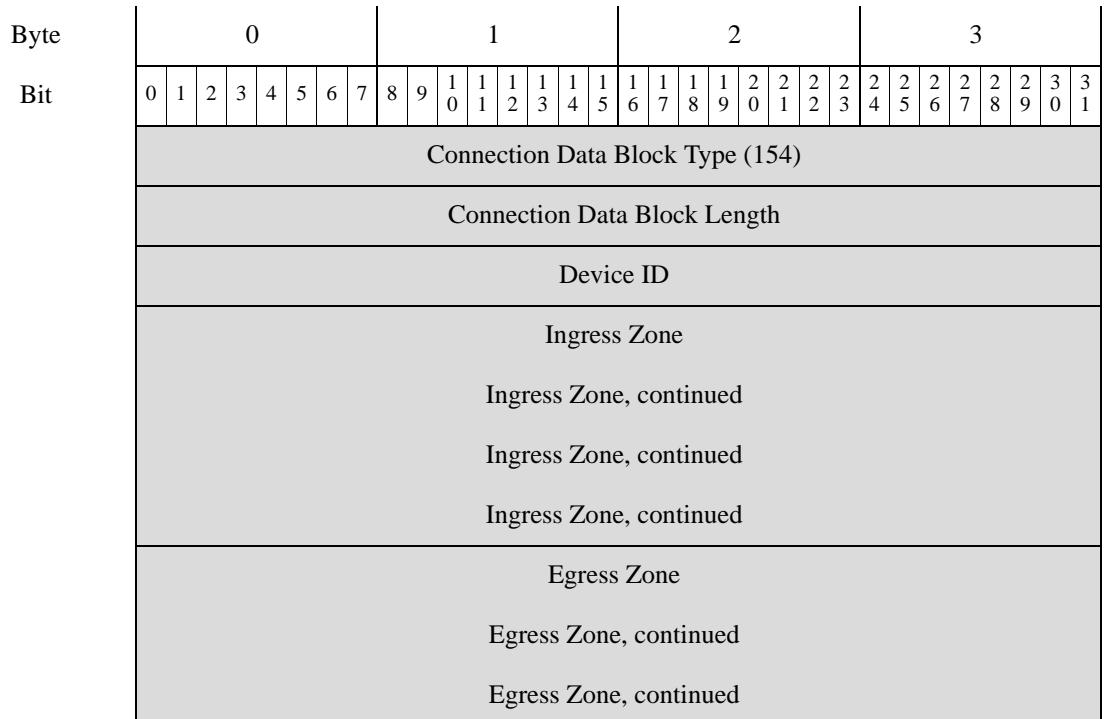 Byte 0 1 2 3
Bit 0 1 2 3 4 5 6 7 8 9 10 11 12 13 14 15 16 17 18 19 20 21 22 23 24 25 26 27 28 29 30 31
Connection Data Block Type (154)
Connection Data Block Length
Device ID
Ingress Zone
Ingress Zone, continued
Ingress Zone, continued
Ingress Zone, continued
Egress Zone
Egress Zone, continued
Egress Zone, continued